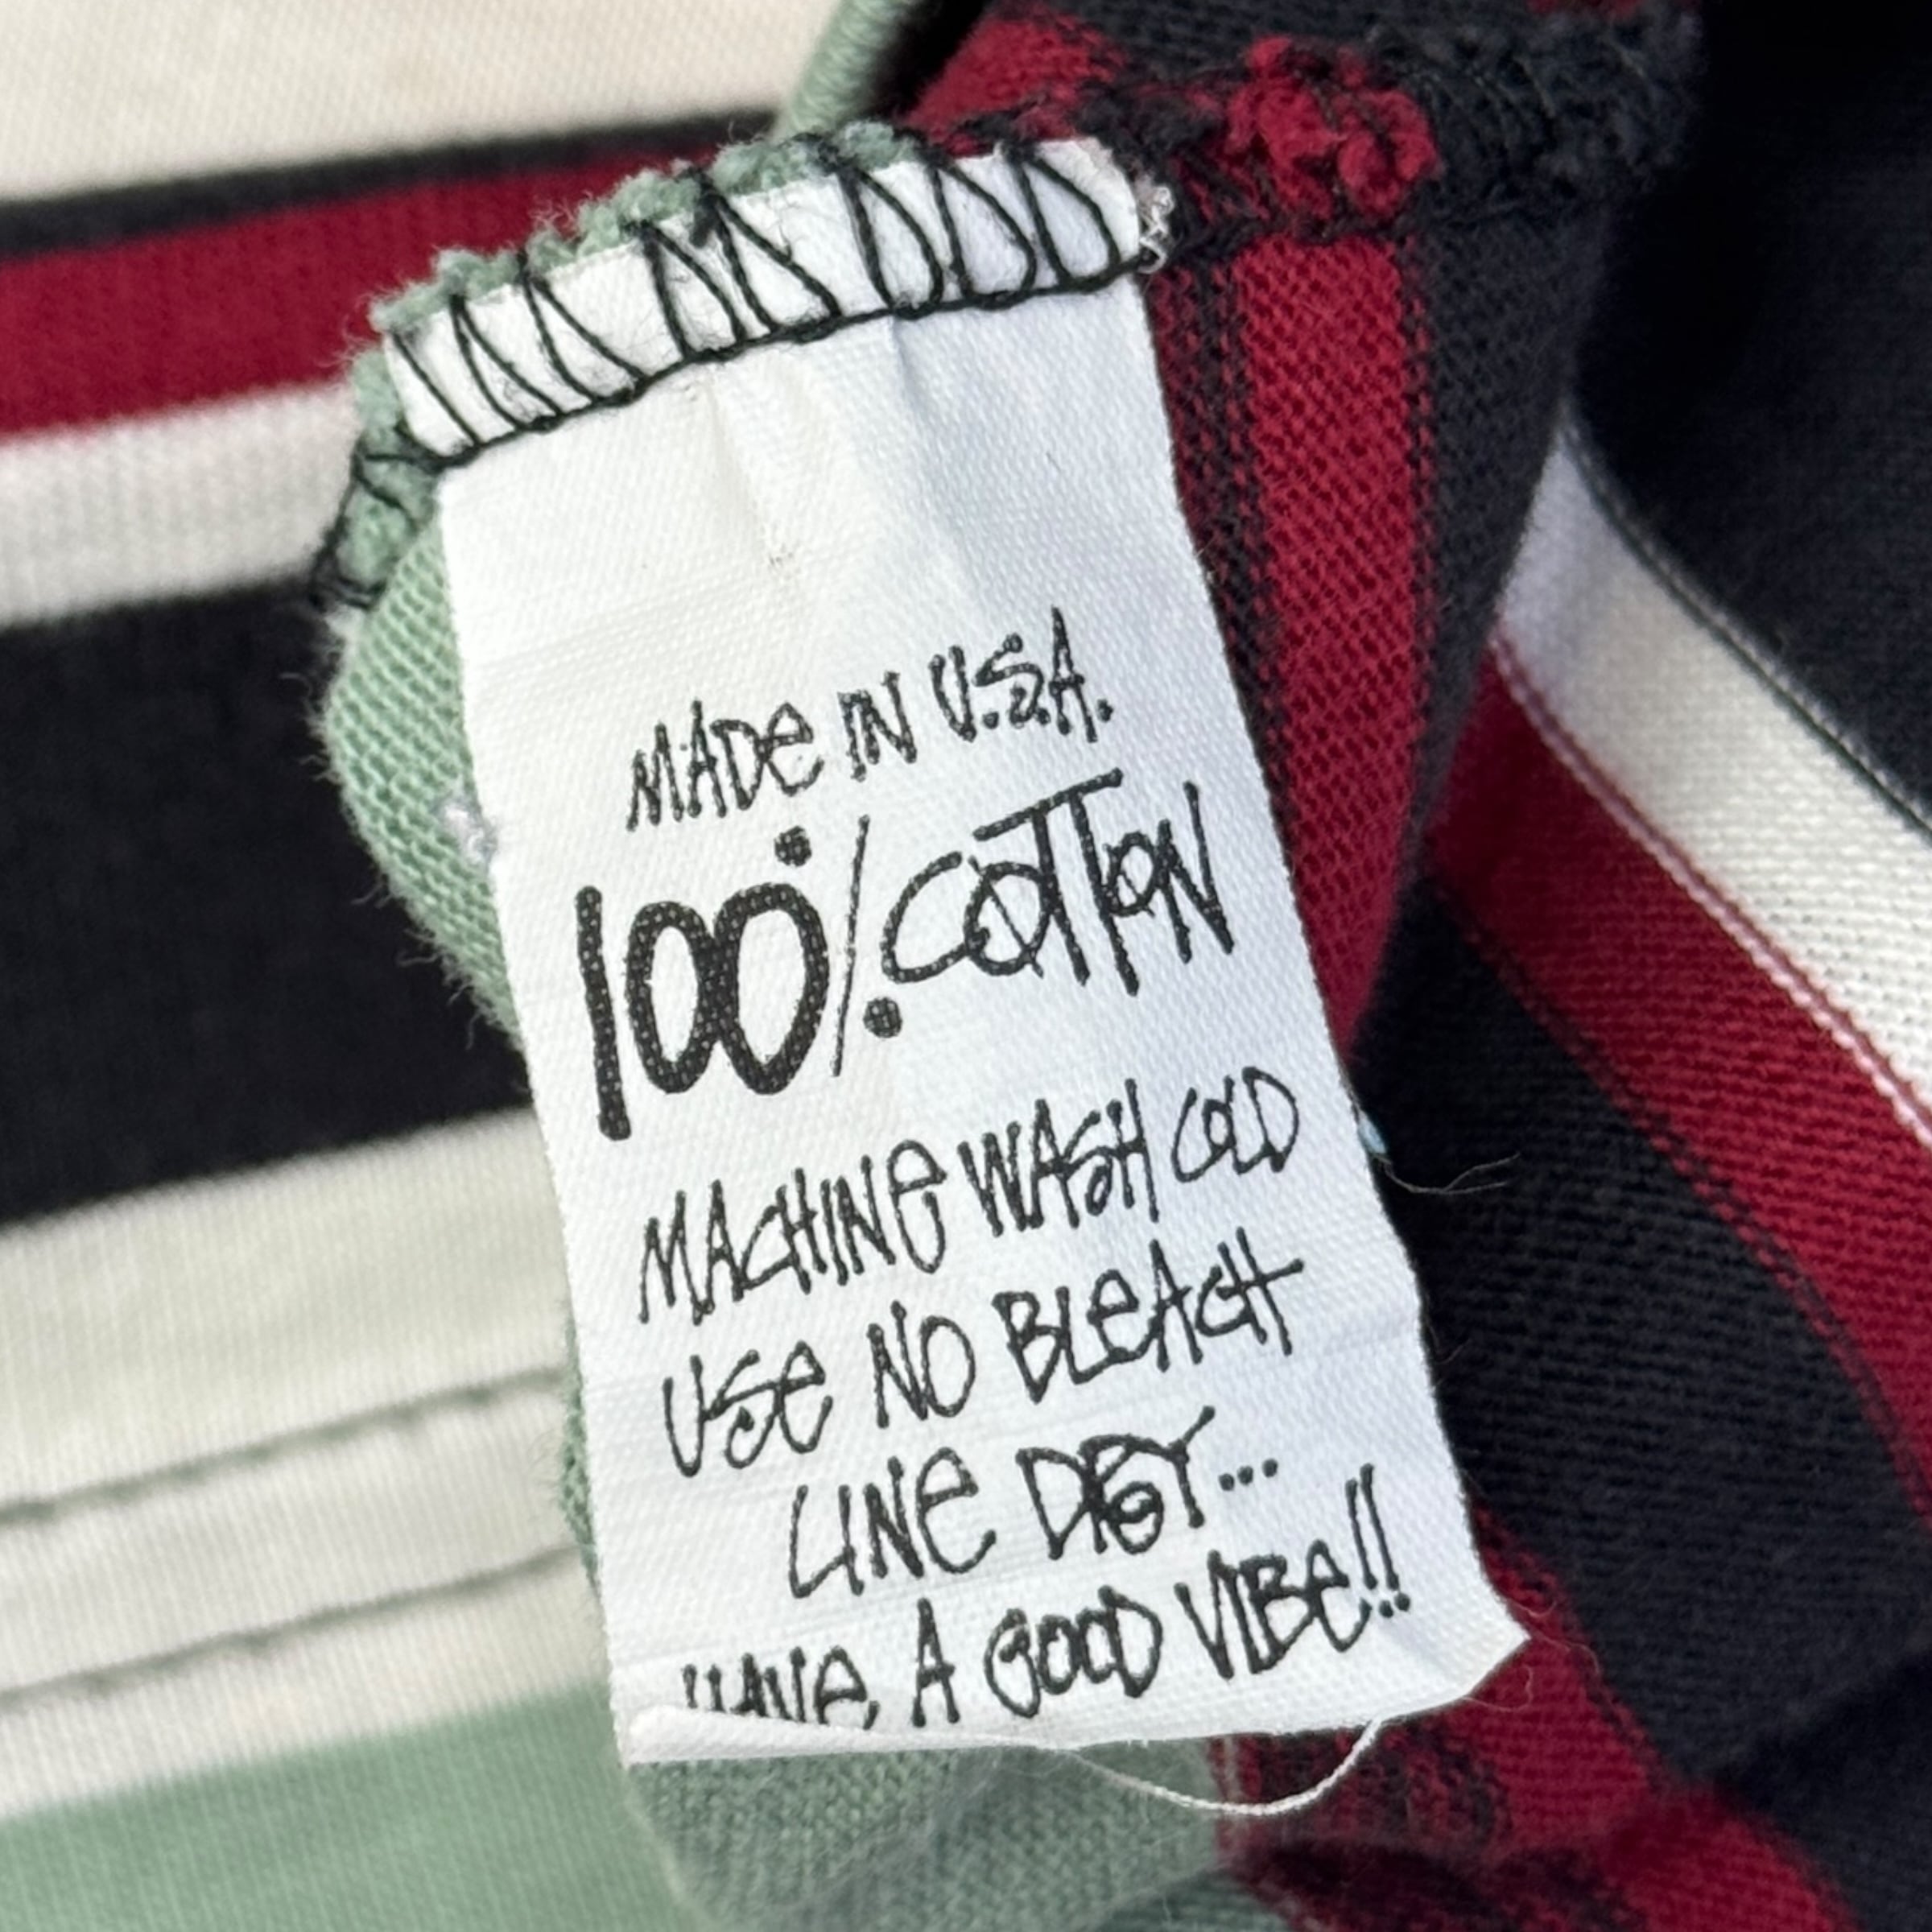 MADe IN U.S.A.
100% COTTON
MACHINe WASH COLD
USe NO BLeACH
LINe DRY...
HAVe A GOOD VIBe!!